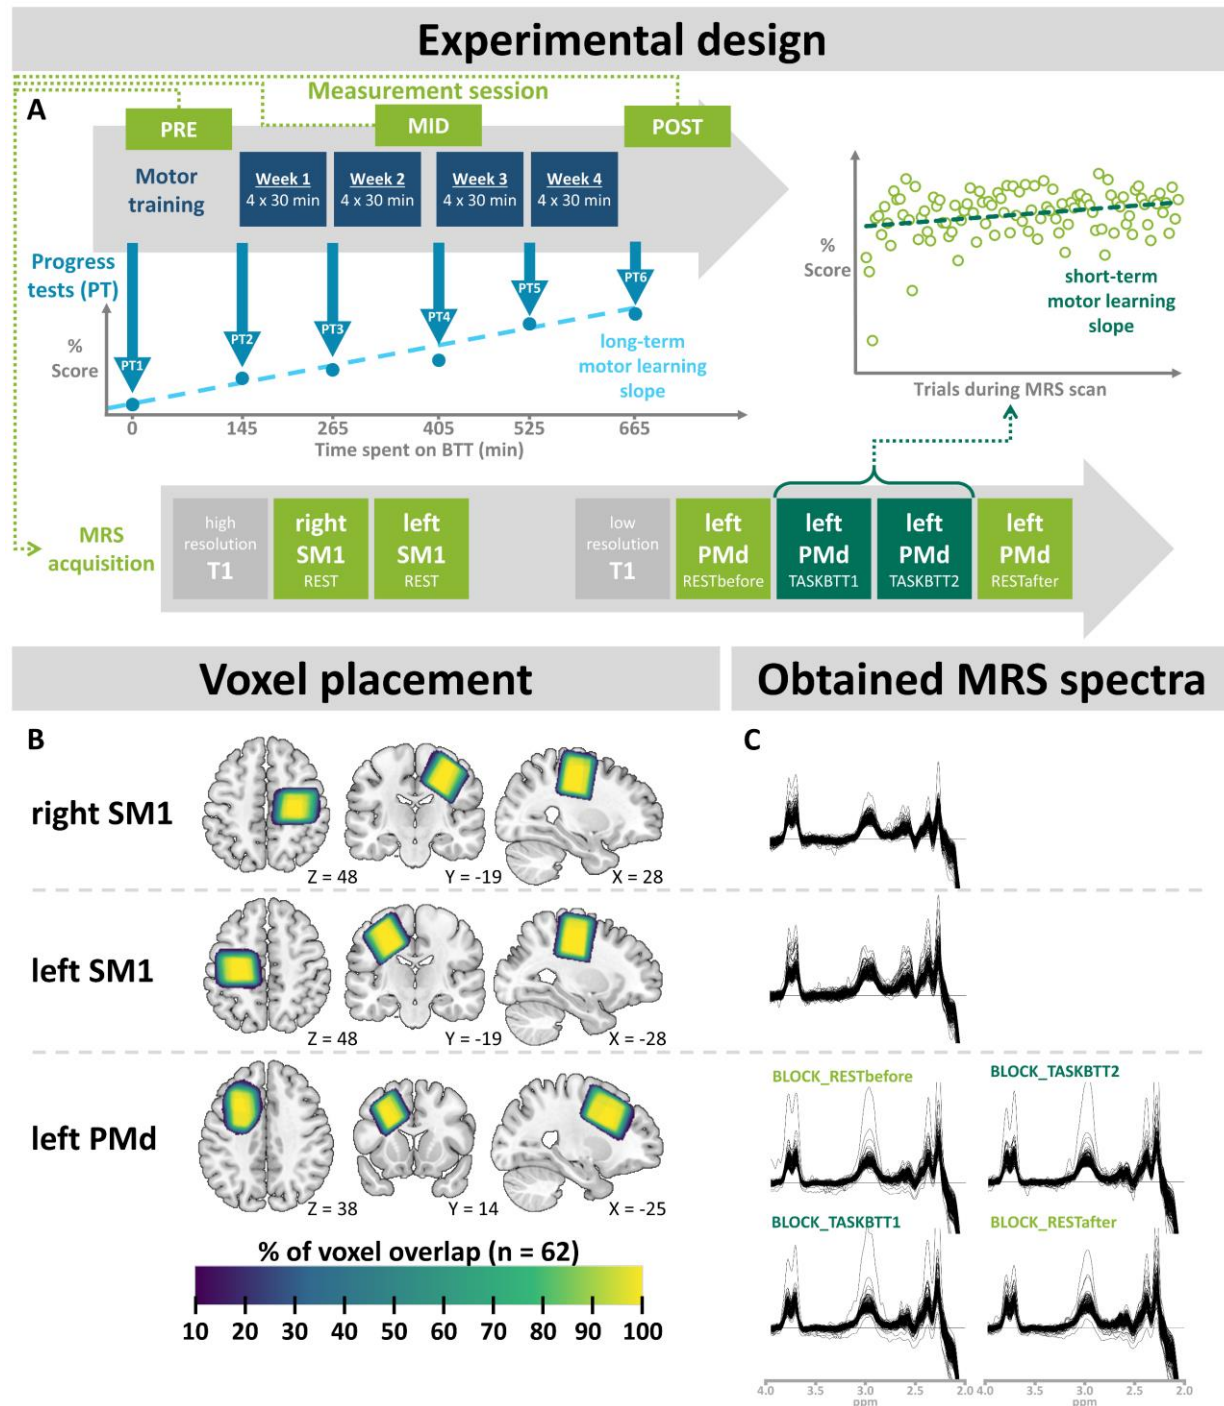 Experimental design
A
Measurement session
PRE
MID
POST
Motor
training
Week 1
4 x 30 min
Week 2
4 x 30 min
Week 3
4 x 30 min
Week 4
4 x 30 min
Progress
tests (PT)
PT1
PT2
PT3
PT4
PT5
PT6
%
Score
long-term
motor learning
slope
0
145
265
405
525
665
Time spent on BTT (min)
%
Score
short-term
motor learning
slope
Trials during MRS scan
MRS
acquisition
high
resolution
T1
right
SM1
REST
left
SM1
REST
low
resolution
T1
left
PMd
RESTbefore
left
PMd
TASKBTT1
left
PMd
TASKBTT2
left
PMd
RESTafter
Voxel placement
Obtained MRS spectra
B
C
right SM1
Z = 48
Y = -19
X = 28
left SM1
Z = 48
Y = -19
X = -28
left PMd
Z = 38
Y = 14
X = -25
BLOCK_RESTbefore
BLOCK_TASKBTT2
BLOCK_TASKBTT1
BLOCK_RESTafter
% of voxel overlap (n = 62)
10 20 30 40 50 60 70 80 90 100
4.0 3.5 3.0 2.5 2.0
ppm
4.0 3.5 3.0 2.5 2.0
ppm